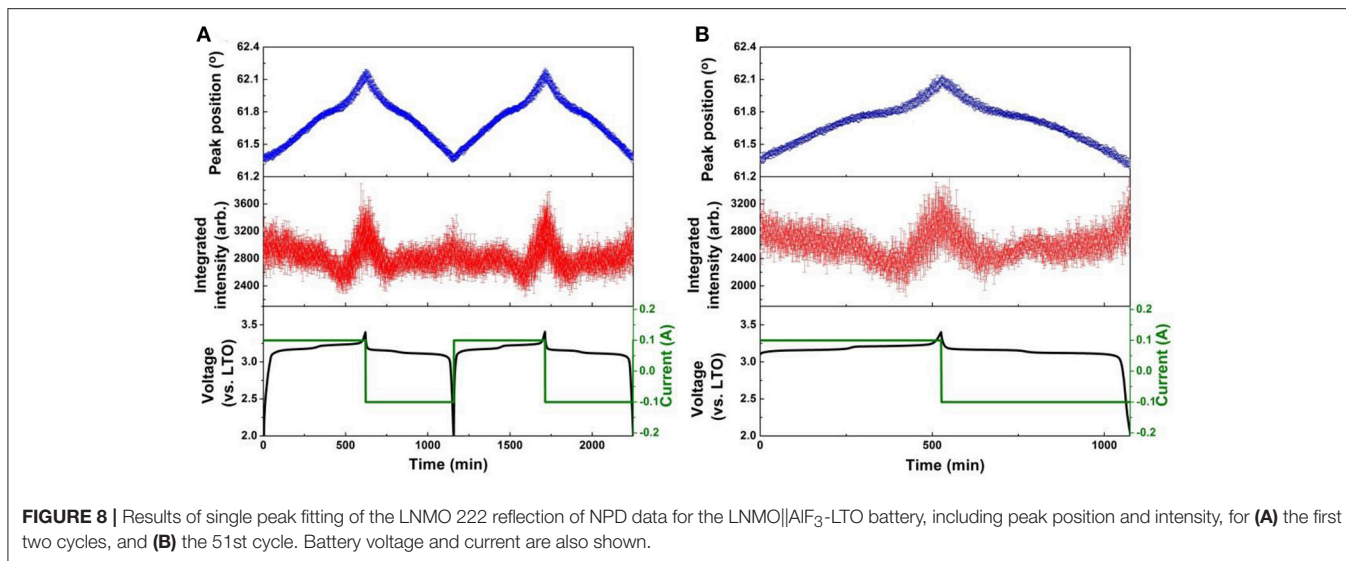 A
62.4
62.1
61.8
61.5
61.2
Peak position (º)
3600
3200
2800
2400
Integrated
intensity (arb.)
3.5
3.0
2.5
2.0
Voltage
(vs. LTO)
0.2
0.1
0.0
-0.1
-0.2
Current (A)
0 500 1000 1500 2000
Time (min)
B
62.4
62.1
61.8
61.5
61.2
Peak position (º)
3600
3200
2800
2400
2000
Integrated
intensity (arb.)
3.5
3.0
2.5
2.0
Voltage
(vs. LTO)
0.2
0.1
0.0
-0.1
-0.2
Current (A)
0 500 1000
Time (min)
FIGURE 8 | Results of single peak fitting of the LNMO 222 reflection of NPD data for the LNMO||AlF₃-LTO battery, including peak position and intensity, for (A) the first
two cycles, and (B) the 51st cycle. Battery voltage and current are also shown.